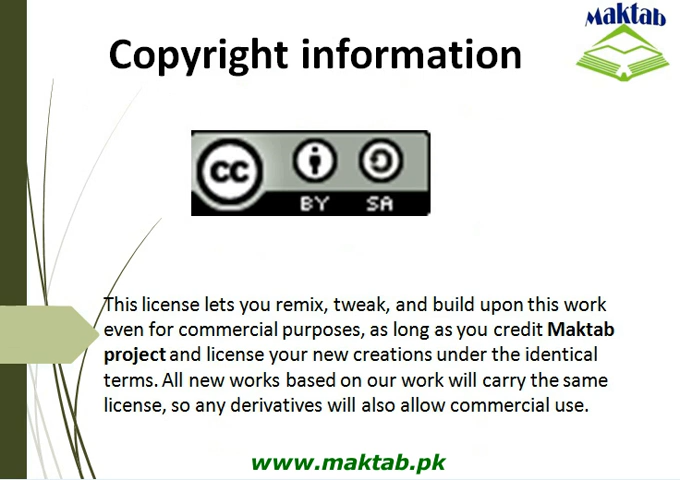 Maktab
Copyright information
CC
BY SA
This license lets you remix, tweak, and build upon this work
even for commercial purposes, as long as you credit Maktab
project and license your new creations under the identical
terms. All new works based on our work will carry the same
license, so any derivatives will also allow commercial use.
www.maktab.pk